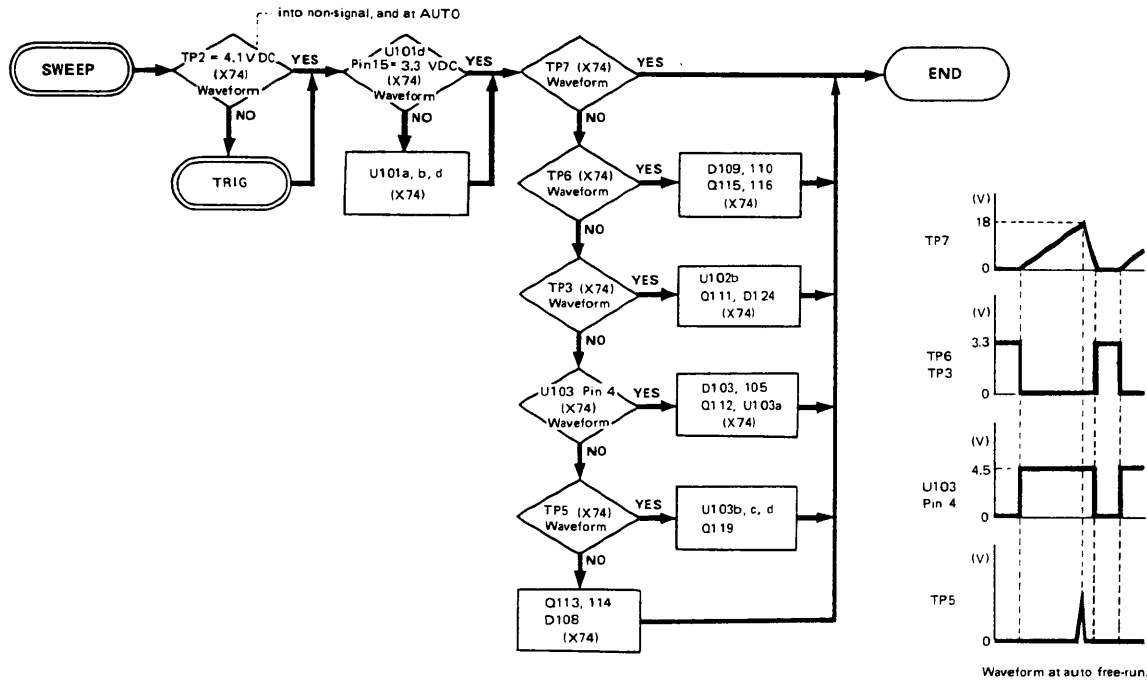 into non-signal, and at AUTO
SWEEP
TP2 = 4.1 V DC
(X74)
Waveform
YES
NO
TRIG
U101d
Pin15 = 3.3 VDC
(X74)
Waveform
YES
NO
U101a, b, d
(X74)
TP7 (X74)
Waveform
YES
NO
END
TP6 (X74)
Waveform
YES
NO
D109, 110
Q115, 116
(X74)
TP3 (X74)
Waveform
YES
NO
U102b
Q111, D124
(X74)
U103 Pin 4
(X74)
Waveform
YES
NO
D103, 105
Q112, U103a
(X74)
TP5 (X74)
Waveform
YES
NO
U103b, c, d
Q119
Q113, 114
D108
(X74)
(V)
18
TP7
0
(V)
3.3
TP6
TP3
0
(V)
4.5
U103
Pin 4
0
(V)
TP5
0
Waveform at auto free-run.